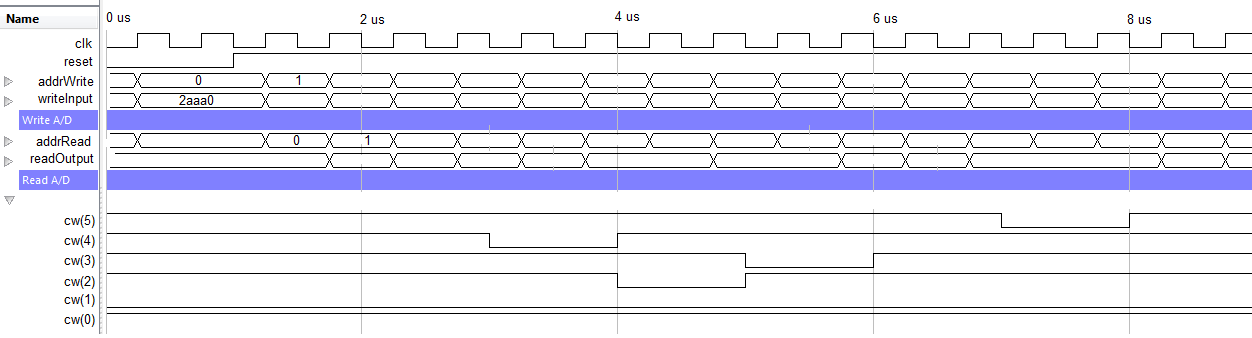 Name 0 us 2 us 4 us 6 us 8 us
clk
reset
addrWrite 0 1
writeInput 2aaa0
Write A/D
addrRead 0 1
readOutput
Read A/D
cw(5)
cw(4)
cw(3)
cw(2)
cw(1)
cw(0)